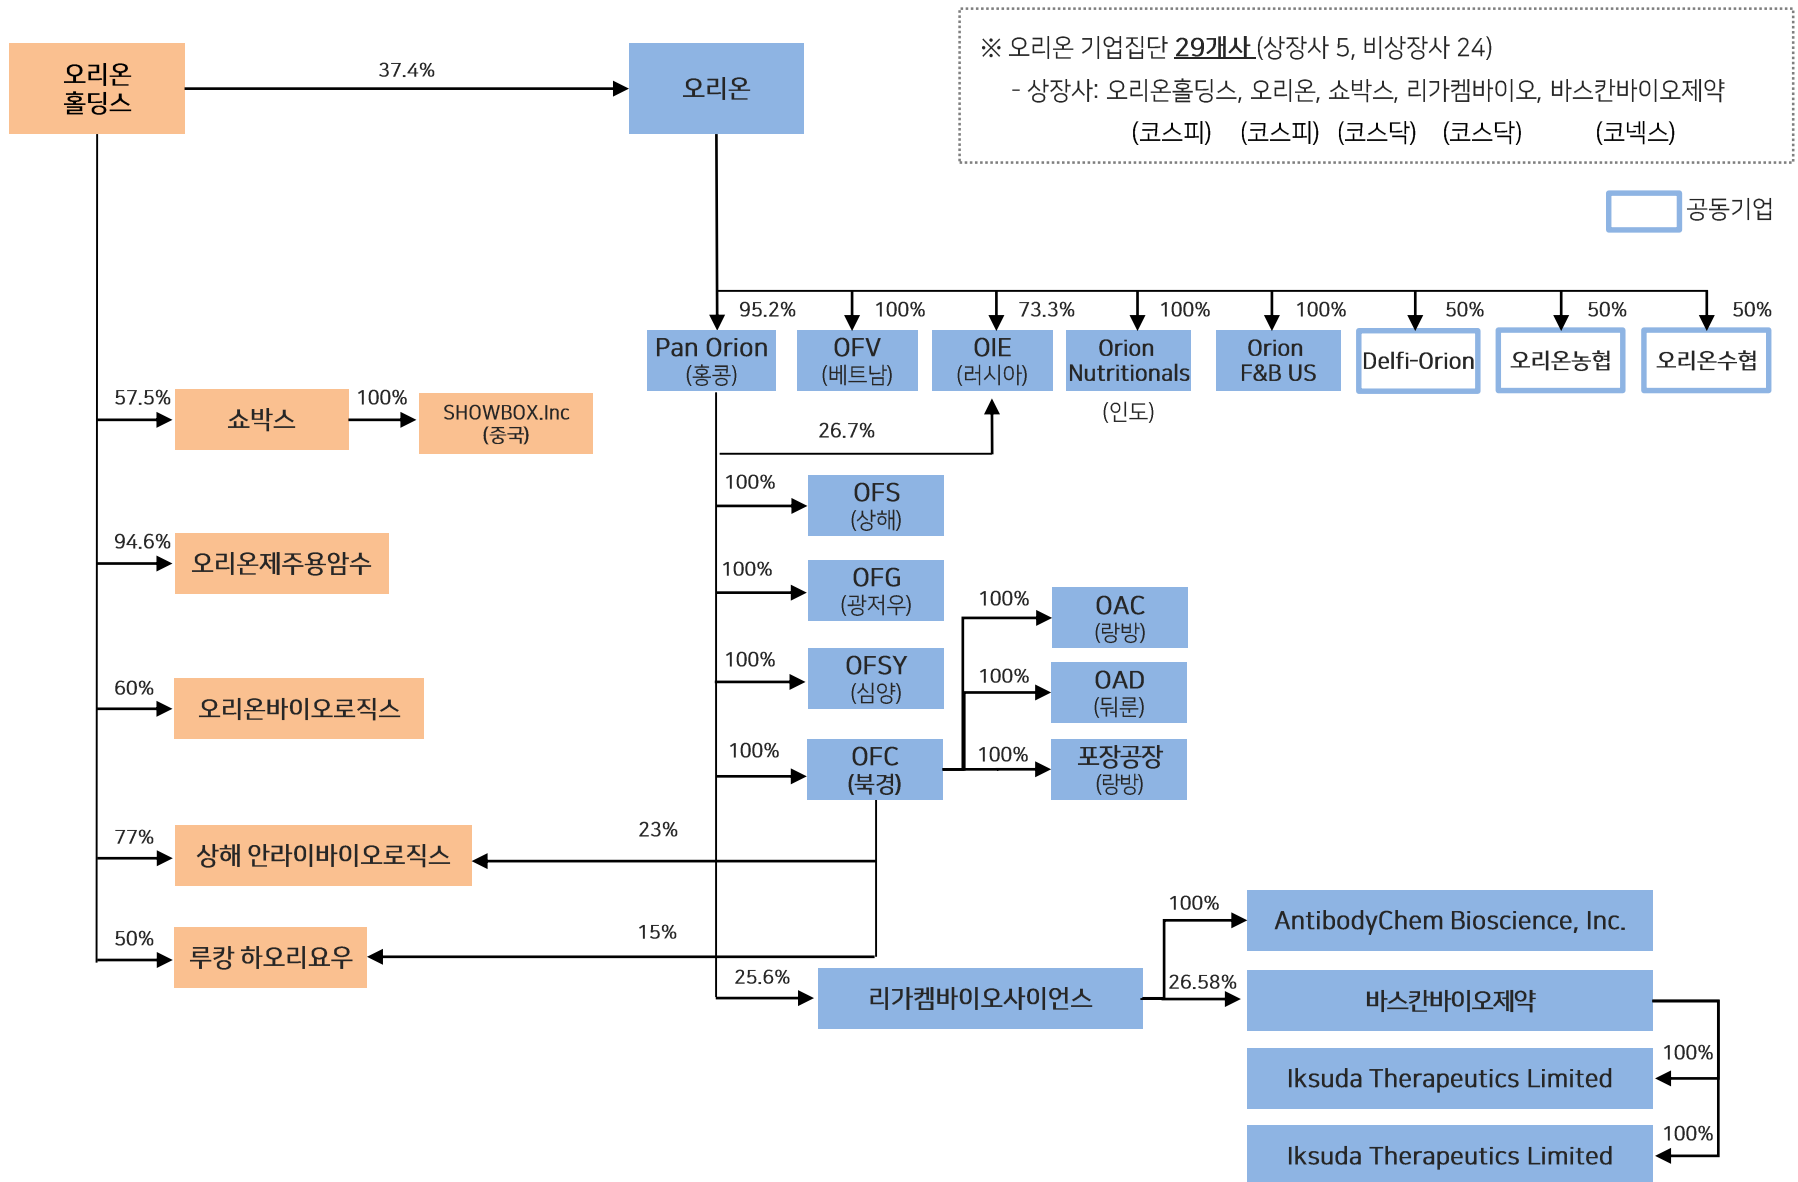 ※ 오리온 기업집단 29개사 (상장사 5, 비상장사 24)
- 상장사: 오리온홀딩스, 오리온, 쇼박스, 리가켐바이오, 바스칸바이오제약
(코스피) (코스피) (코스닥) (코스닥) (코넥스)
공동기업
오리온
홀딩스
37.4%
오리온
95.2%
100%
73.3%
100%
100%
50%
50%
50%
Pan Orion
(홍콩)
OFV
(베트남)
OIE
(러시아)
Orion
Nutritionals
(인도)
Orion
F&B US
Delfi-Orion
오리온농협
오리온수협
26.7%
57.5%
쇼박스
100%
SHOWBOX.Inc
(중국)
94.6%
오리온제주용암수
60%
오리온바이오로직스
77%
상해 안라이바이오로직스
50%
루캉 하오리요우
100%
OFS
(상해)
100%
OFG
(광저우)
100%
OFSY
(심양)
100%
OFC
(북경)
100%
OAC
(랑방)
100%
OAD
(둬룬)
100%
포장공장
(랑방)
23%
15%
25.6%
리가켐바이오사이언스
100%
AntibodyChem Bioscience, Inc.
26.58%
바스칸바이오제약
100%
Iksuda Therapeutics Limited
100%
Iksuda Therapeutics Limited